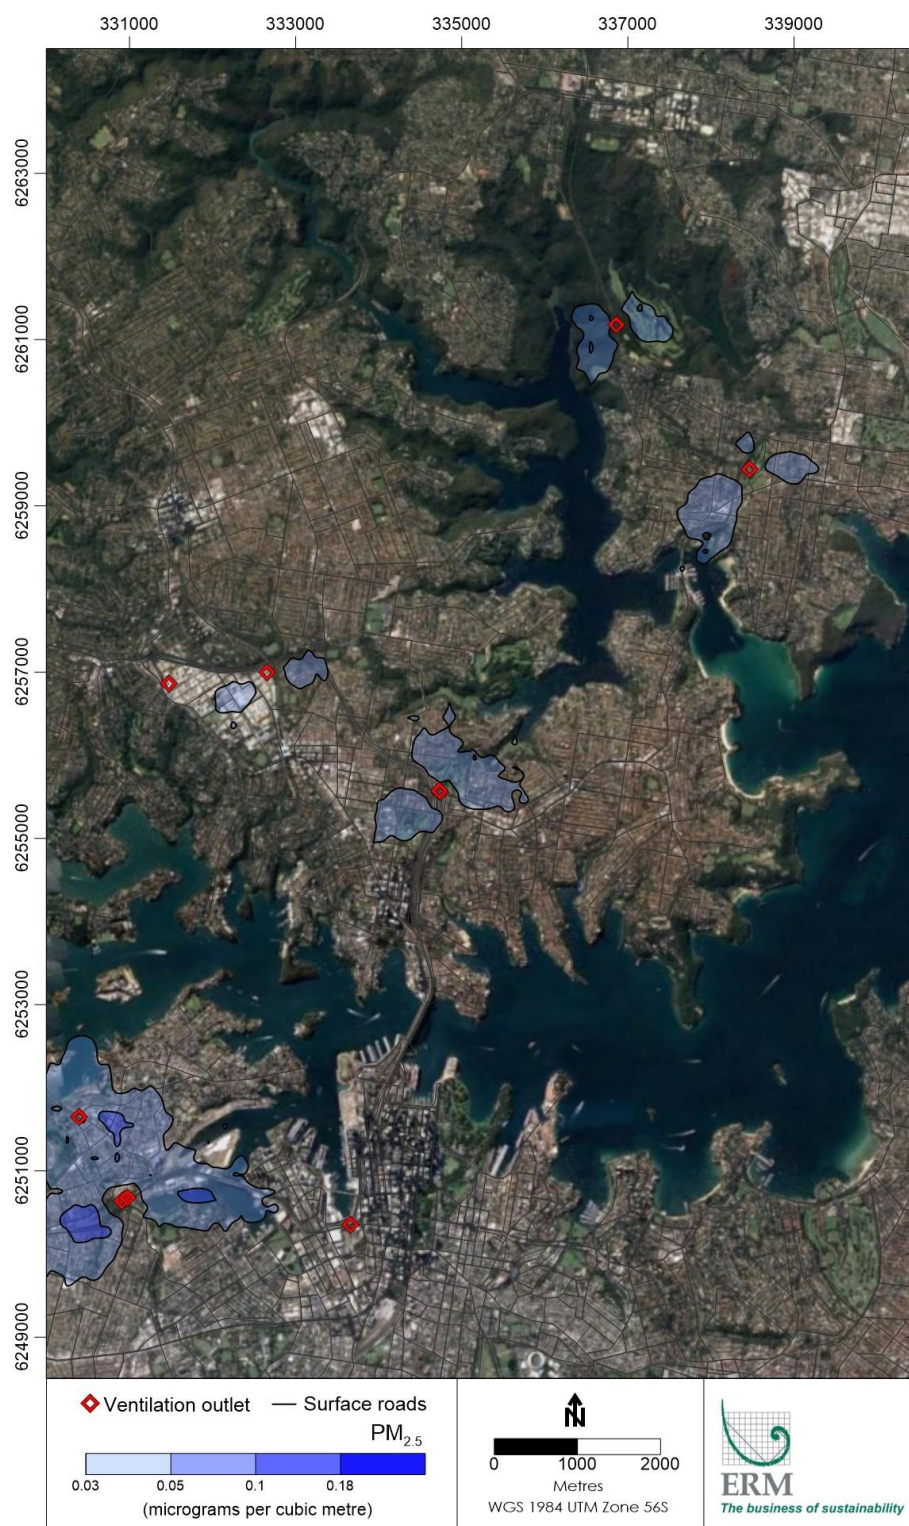 331000 333000 335000 337000 339000
6263000
6261000
6259000
6257000
6255000
6253000
6251000
6249000
Ventilation outlet Surface roads
PM2.5
0.03 0.05 0.1 0.18
(micrograms per cubic metre)
N
0 1000 2000
Metres
WGS 1984 UTM Zone 56S
ERM
The business of sustainability